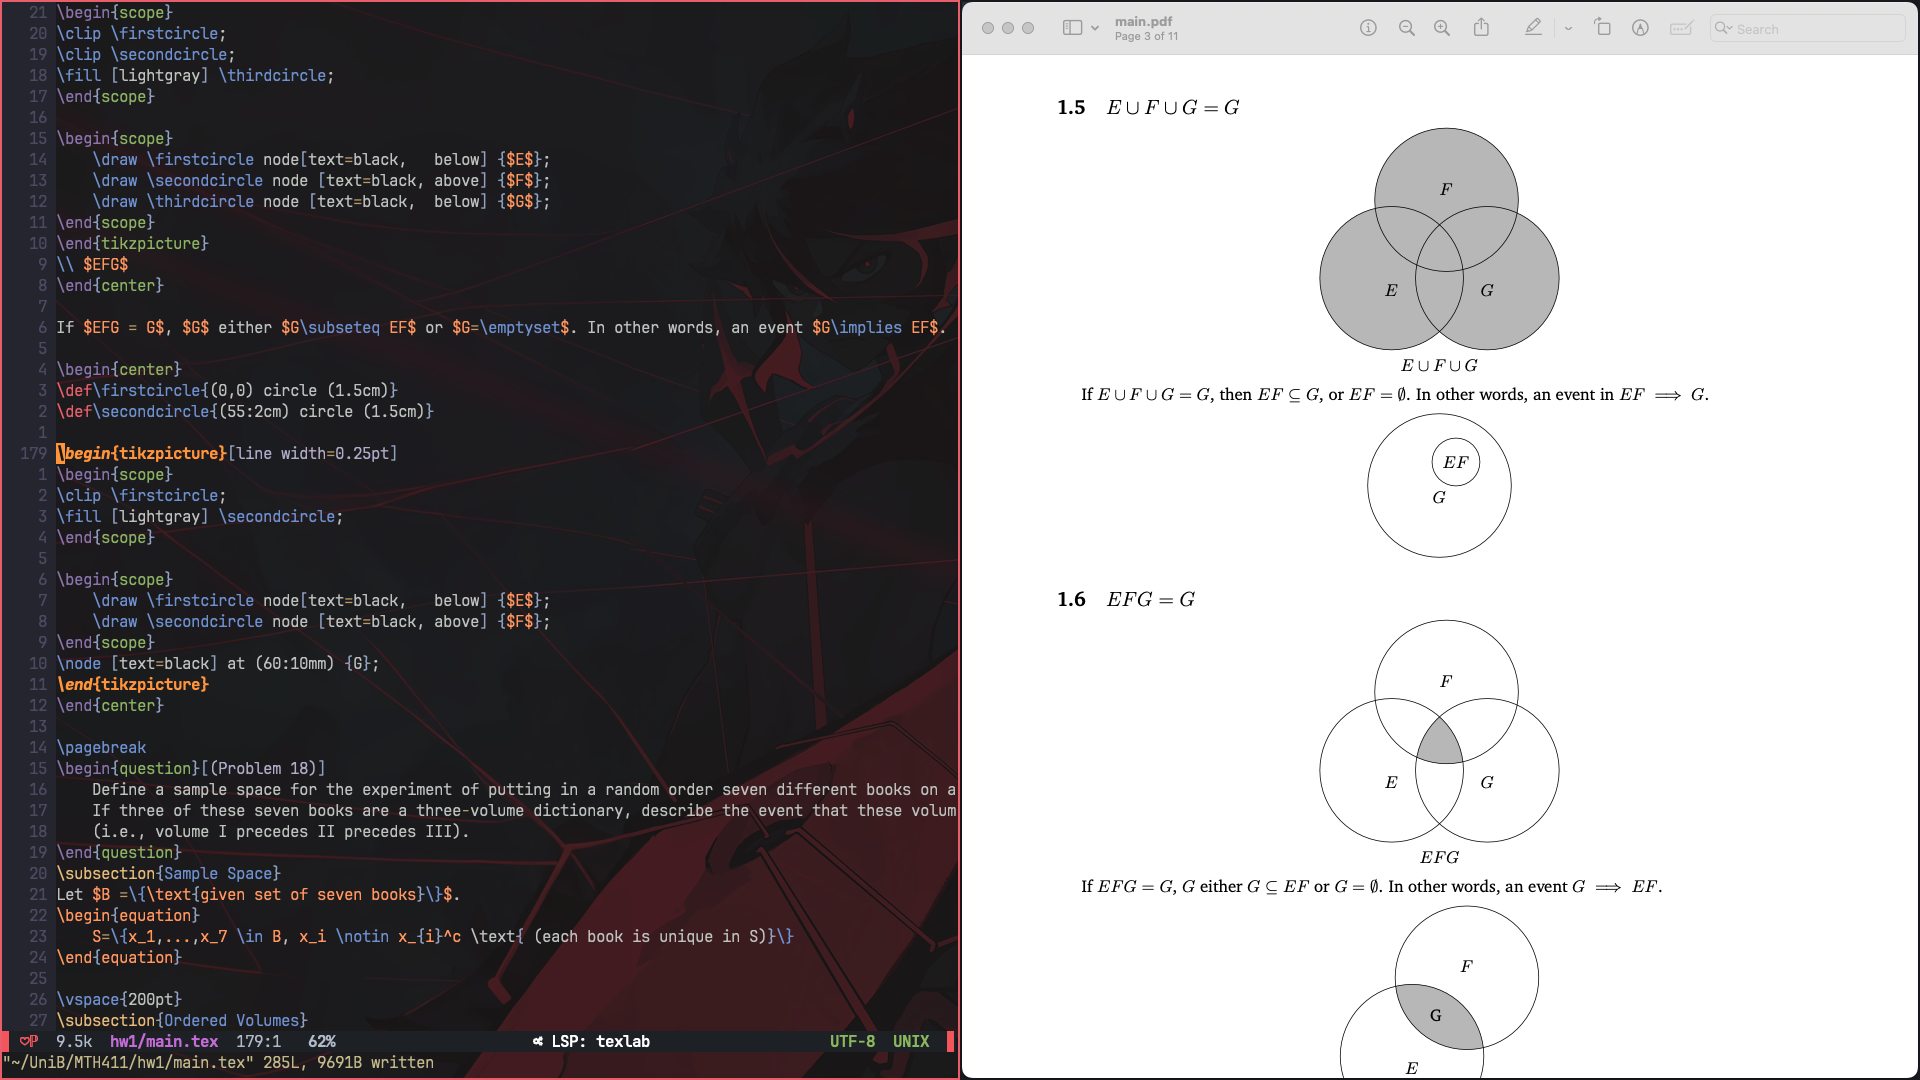 21 \begin{scope}
20 \clip \firstcircle;
19 \clip \secondcircle;
18 \fill [lightgray] \thirdcircle;
17 \end{scope}
16
15 \begin{scope}
14     \draw \firstcircle node[text=black,   below] {$E$};
13     \draw \secondcircle node [text=black, above] {$F$};
12     \draw \thirdcircle node [text=black,  below] {$G$};
11 \end{scope}
10 \end{tikzpicture}
9 \\ $EFG$
8 \end{center}
7
6 If $EFG = G$, $G$ either $G\subseteq EF$ or $G=\emptyset$. In other words, an event $G\implies EF$.
5
4 \begin{center}
3 \def\firstcircle{(0,0) circle (1.5cm)}
2 \def\secondcircle{(55:2cm) circle (1.5cm)}
1
179 \begin{tikzpicture}[line width=0.25pt]
1 \begin{scope}
2 \clip \firstcircle;
3 \fill [lightgray] \secondcircle;
4 \end{scope}
5
6 \begin{scope}
7     \draw \firstcircle node[text=black,   below] {$E$};
8     \draw \secondcircle node [text=black, above] {$F$};
9 \end{scope}
10 \node [text=black] at (60:10mm) {G};
11 \end{tikzpicture}
12 \end{center}
13
14 \pagebreak
15 \begin{question}[(Problem 18)]
16     Define a sample space for the experiment of putting in a random order seven different books on a
17     If three of these seven books are a three-volume dictionary, describe the event that these volum
18     (i.e., volume I precedes II precedes III).
19 \end{question}
20 \subsection{Sample Space}
21 Let $B =\{\text{given set of seven books}\}$.
22 \begin{equation}
23     S=\{x_1,...,x_7 \in B, x_i \notin x_{i}^c \text{ (each book is unique in S)}\}
24 \end{equation}
25
26 \vspace{200pt}
27 \subsection{Ordered Volumes}
9.5k hw1/main.tex 179:1 62% LSP: texlab UTF-8 UNIX
"~/UniB/MTH411/hw1/main.tex" 285L, 9691B written
main.pdf
Page 3 of 11
Search
1.5 E ∪ F ∪ G = G
F
E G
E ∪ F ∪ G
If E ∪ F ∪ G = G, then EF ⊆ G, or EF = ∅. In other words, an event in EF ⟹ G.
EF
G
1.6 EFG = G
F
E G
EFG
If EFG = G, G either G ⊆ EF or G = ∅. In other words, an event G ⟹ EF.
F
G
E